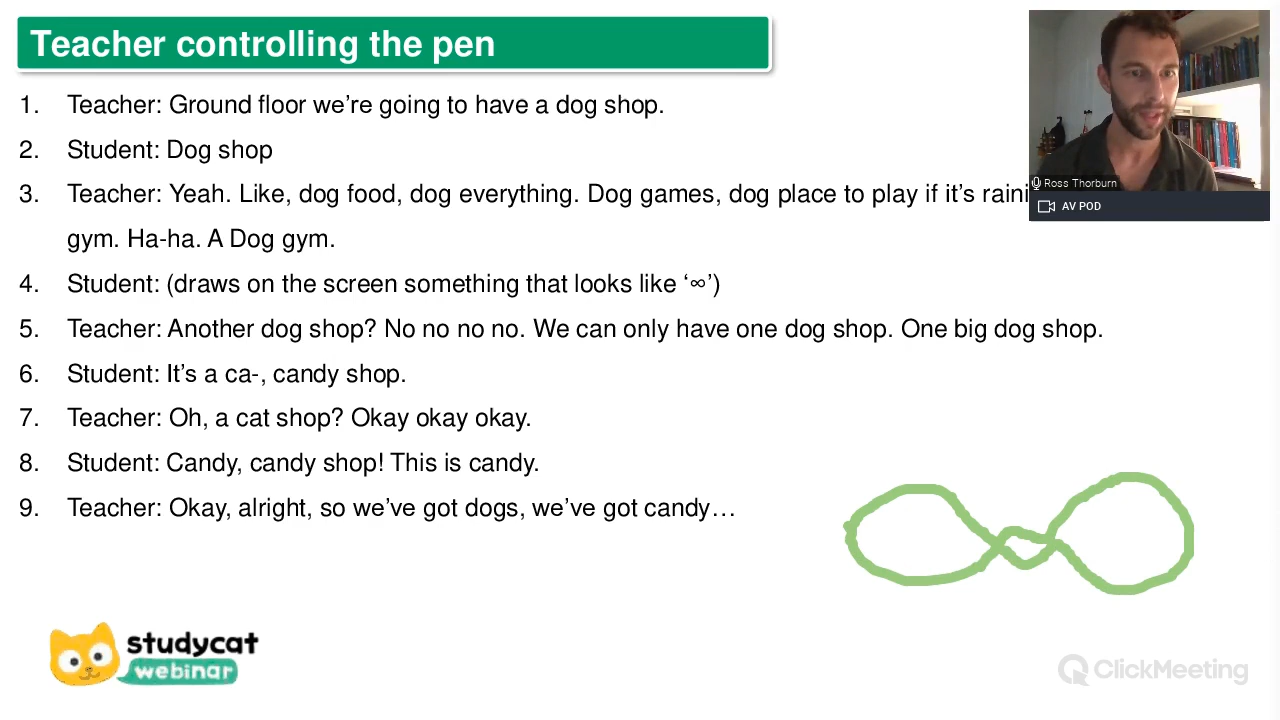 Teacher controlling the pen
1. Teacher: Ground floor we’re going to have a dog shop.
2. Student: Dog shop
3. Teacher: Yeah. Like, dog food, dog everything. Dog games, dog place to play if it’s
gym. Ha-ha. A Dog gym.
4. Student: (draws on the screen something that looks like ‘∞’)
5. Teacher: Another dog shop? No no no no. We can only have one dog shop. One big dog shop.
6. Student: It’s a ca-, candy shop.
7. Teacher: Oh, a cat shop? Okay okay okay.
8. Student: Candy, candy shop! This is candy.
9. Teacher: Okay, alright, so we’ve got dogs, we’ve got candy…
Ross Thorburn
AV POD
studycat
webinar
ClickMeeting